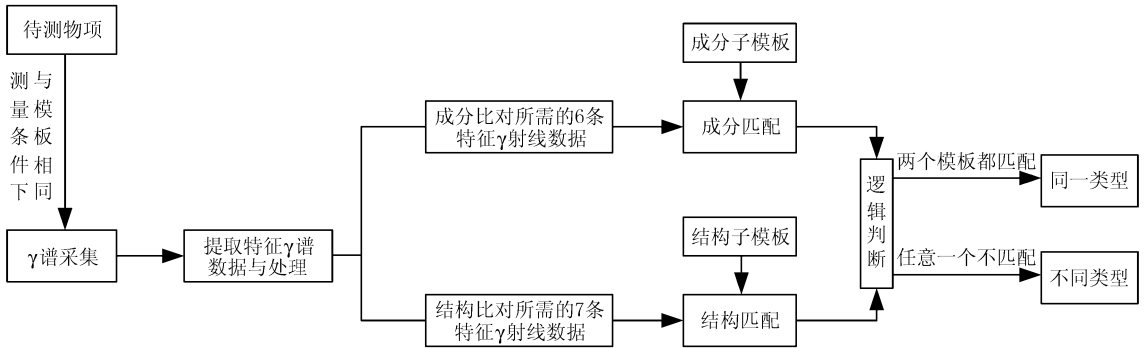 待测物项
测量条件下
与模板相同
γ谱采集
提取特征γ谱
数据与处理
成分比对所需的6条
特征γ射线数据
成分子模板
成分匹配
结构比对所需的7条
特征γ射线数据
结构子模板
结构匹配
逻辑判断
两个模板都匹配
同一类型
任意一个不匹配
不同类型